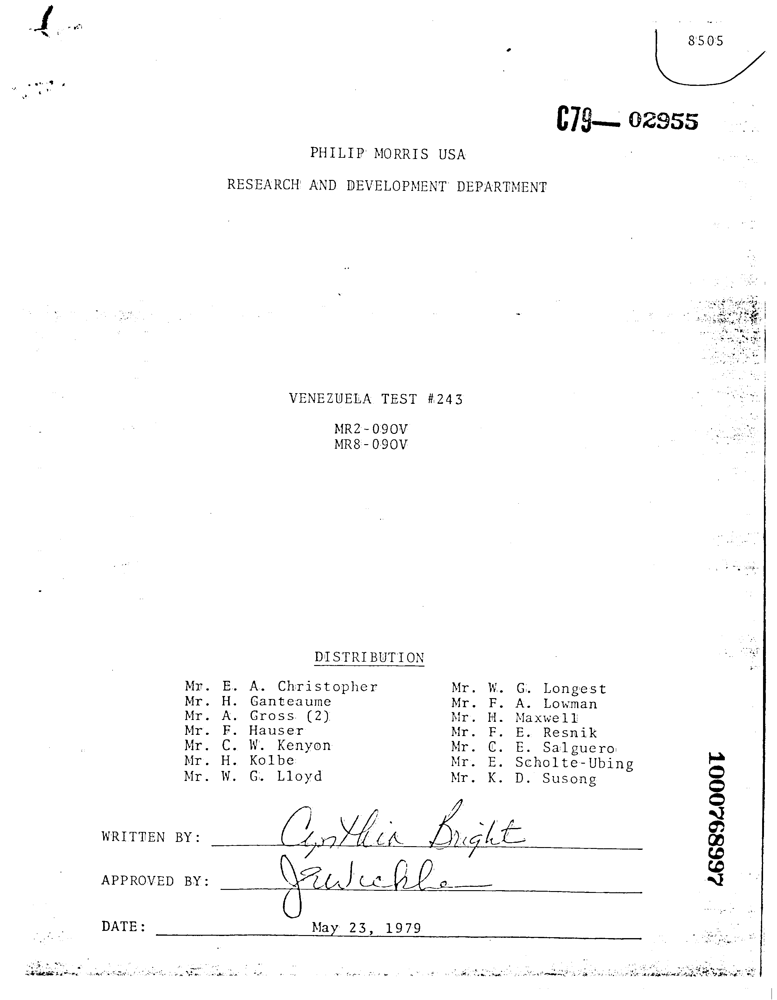 8505
C79— 02955
PHILIP MORRIS USA
RESEARCH AND DEVELOPMENT DEPARTMENT
VENEZUELA TEST #243
MR2-090V
MR8-090V
DISTRIBUTION
Mr. E. A. Christopher
Mr. H. Ganteaume
Mr. A. Gross (2)
Mr. F. Hauser
Mr. C. W. Kenyon
Mr. H. Kolbe
Mr. W. G. Lloyd
Mr. W. G. Longest
Mr. F. A. Lowman
Mr. H. Maxwell
Mr. F. E. Resnik
Mr. C. E. Salguero
Mr. E. Scholte-Ubing
Mr. K. D. Susong
WRITTEN BY: Cynthia Bright
APPROVED BY:
DATE: May 23, 1979
1000768997